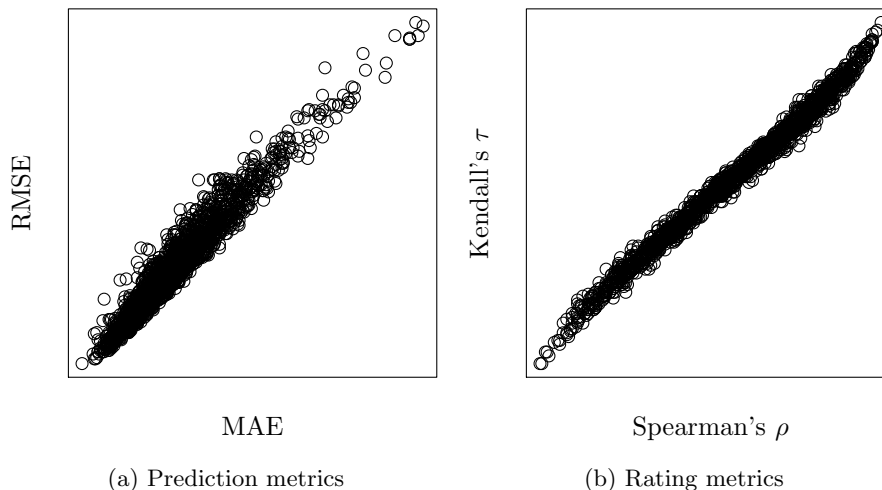 RMSE
MAE
(a) Prediction metrics
Kendall's τ
Spearman's ρ
(b) Rating metrics